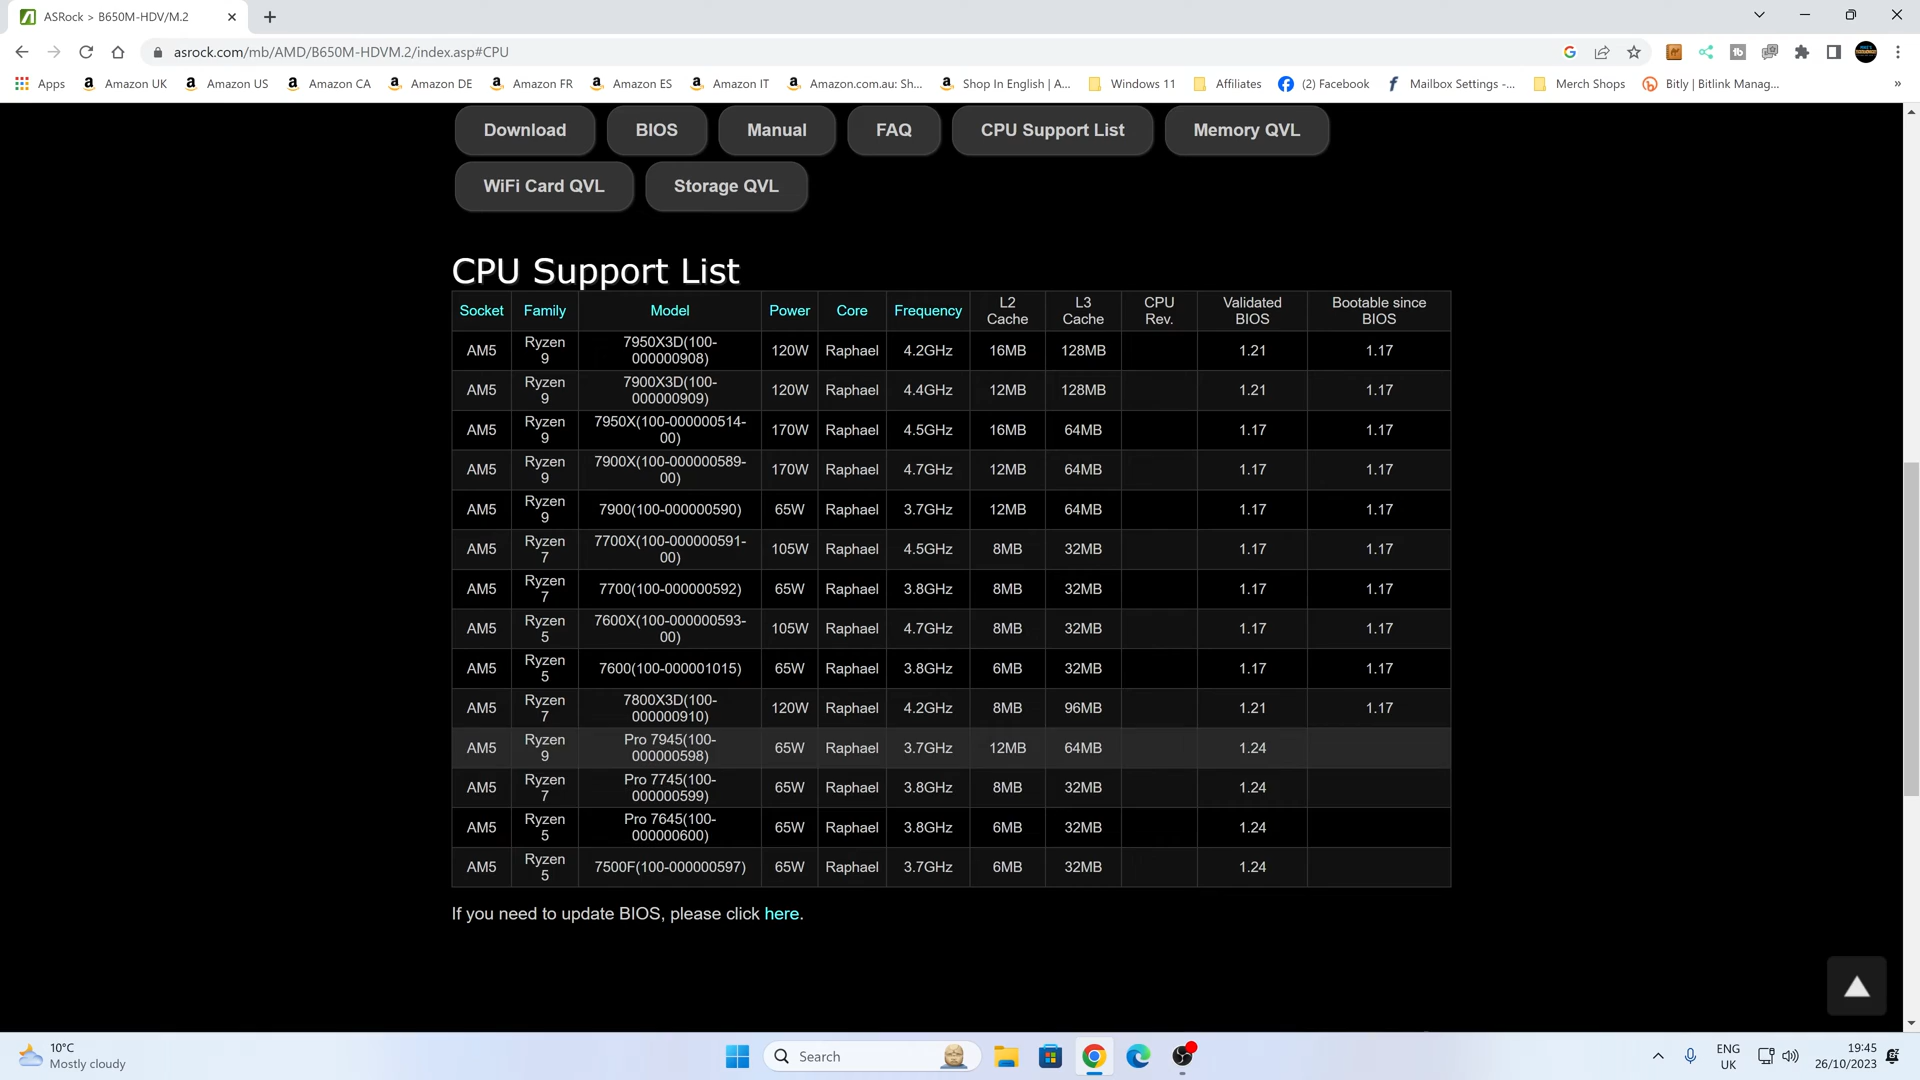 ASRock > B650M-HDV/M.2
asrock.com/mb/AMD/B650M-HDVM.2/index.asp#CPU
Apps Amazon UK Amazon US Amazon CA Amazon DE Amazon FR Amazon ES Amazon IT Amazon.com.au: Sh... Shop In English | A... Windows 11 Affiliates (2) Facebook Mailbox Settings -... Merch Shops Bitly | Bitlink Manag... »
Download BIOS Manual FAQ CPU Support List Memory QVL
WiFi Card QVL Storage QVL
CPU Support List
Socket Family Model Power Core Frequency L2 Cache L3 Cache CPU Rev. Validated BIOS Bootable since BIOS
AM5 Ryzen 9 7950X3D(100-000000908) 120W Raphael 4.2GHz 16MB 128MB 1.21 1.17
AM5 Ryzen 9 7900X3D(100-000000909) 120W Raphael 4.4GHz 12MB 128MB 1.21 1.17
AM5 Ryzen 9 7950X(100-000000514-00) 170W Raphael 4.5GHz 16MB 64MB 1.17 1.17
AM5 Ryzen 9 7900X(100-000000589-00) 170W Raphael 4.7GHz 12MB 64MB 1.17 1.17
AM5 Ryzen 9 7900(100-000000590) 65W Raphael 3.7GHz 12MB 64MB 1.17 1.17
AM5 Ryzen 7 7700X(100-000000591-00) 105W Raphael 4.5GHz 8MB 32MB 1.17 1.17
AM5 Ryzen 7 7700(100-000000592) 65W Raphael 3.8GHz 8MB 32MB 1.17 1.17
AM5 Ryzen 5 7600X(100-000000593-00) 105W Raphael 4.7GHz 8MB 32MB 1.17 1.17
AM5 Ryzen 5 7600(100-000001015) 65W Raphael 3.8GHz 6MB 32MB 1.17 1.17
AM5 Ryzen 7 7800X3D(100-000000910) 120W Raphael 4.2GHz 8MB 96MB 1.21 1.17
AM5 Ryzen 9 Pro 7945(100-000000598) 65W Raphael 3.7GHz 12MB 64MB 1.24
AM5 Ryzen 7 Pro 7745(100-000000599) 65W Raphael 3.8GHz 8MB 32MB 1.24
AM5 Ryzen 5 Pro 7645(100-000000600) 65W Raphael 3.8GHz 6MB 32MB 1.24
AM5 Ryzen 5 7500F(100-000000597) 65W Raphael 3.7GHz 6MB 32MB 1.24
If you need to update BIOS, please click here.
10°C
Mostly cloudy
Search
ENG
UK
19:45
26/10/2023